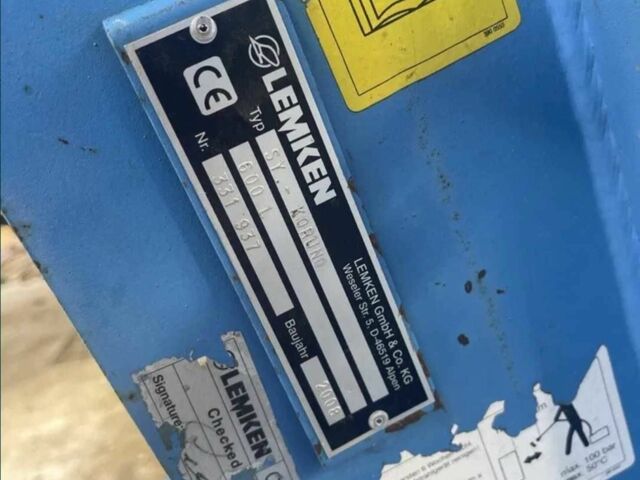 LEMKEN
CE
Typ SY. - KORUND
600 L
Nr. 331 937
Baujahr 2008
LEMKEN GmbH & Co. KG
Weseler Str. 5, D-46519 Alpen
LEMKEN
Checked
Signature
max. 100 bar
max. 50°C